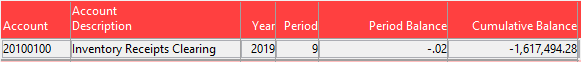 Account Account Description Year Period Period Balance Cumulative Balance
20100100 Inventory Receipts Clearing 2019 9 -.02 -1,617,494.28